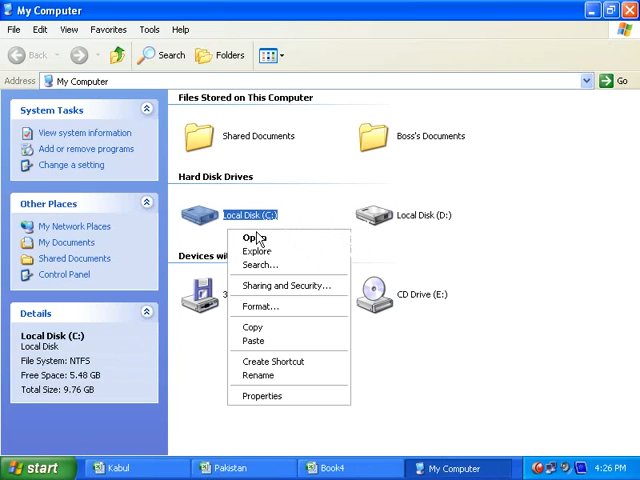 My Computer
File Edit View Favorites Tools Help
Back Search Folders
Address My Computer Go
System Tasks
View system information
Add or remove programs
Change a setting
Other Places
My Network Places
My Documents
Shared Documents
Control Panel
Details
Local Disk (C:)
Local Disk
File System: NTFS
Free Space: 5.48 GB
Total Size: 9.76 GB
Files Stored on This Computer
Shared Documents Boss's Documents
Hard Disk Drives
Local Disk (C:) Local Disk (D:)
Devices wi
3
CD Drive (E:)
Open
Explore
Search...
Sharing and Security...
Format...
Copy
Paste
Create Shortcut
Rename
Properties
start Kabul Pakistan Book4 My Computer 4:26 PM